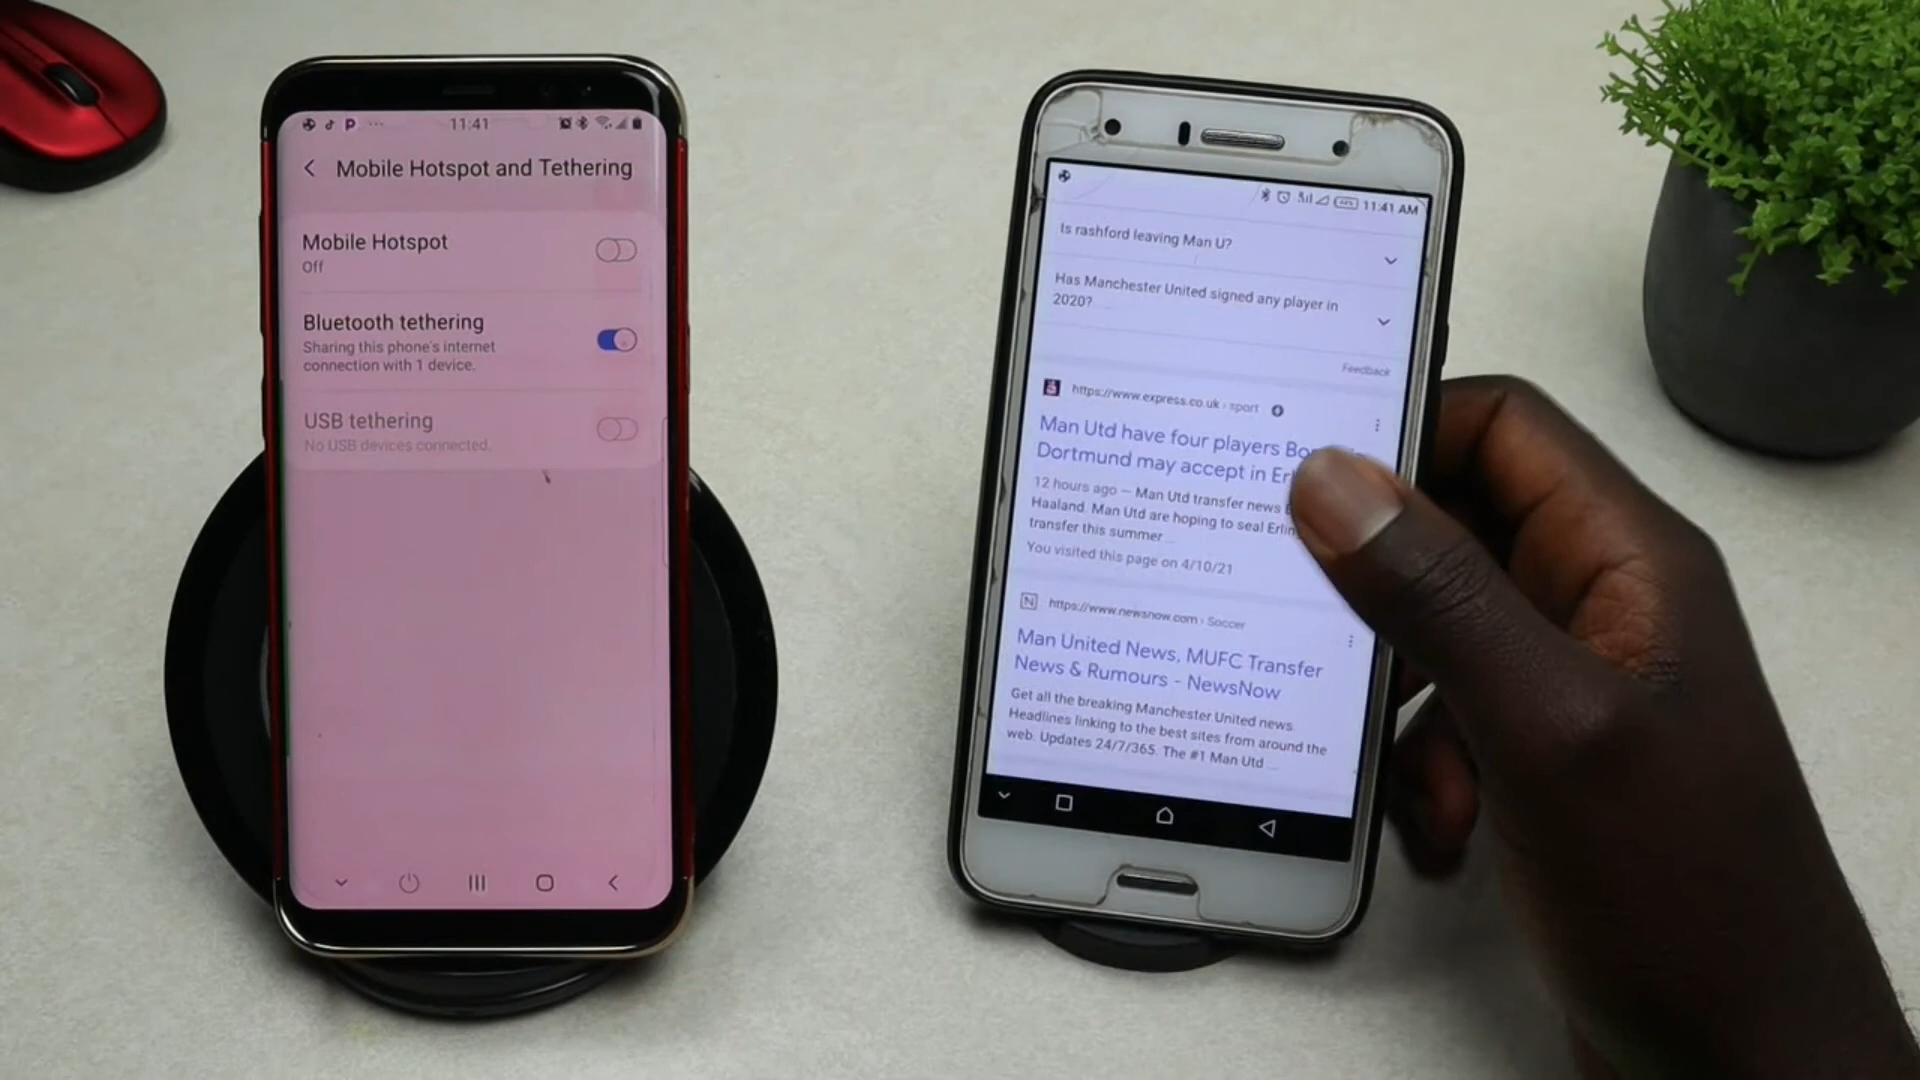 11:41
Mobile Hotspot and Tethering
Mobile Hotspot
Off
Bluetooth tethering
Sharing this phone's internet
connection with 1 device.
USB tethering
No USB devices connected.
11:41 AM
Is rashford leaving Man U?
Has Manchester United signed any player in
2020?
Feedback
https://www.express.co.uk › sport
Man Utd have four players
Dortmund may accept in
12 hours ago — Man Utd transfer news
Haaland. Man Utd are hoping to seal
transfer this summer ...
You visited this page on 4/10/21
N https://www.newsnow.com › Soccer
Man United News, MUFC Transfer
News & Rumours - NewsNow
Get all the breaking Manchester United news.
Headlines linking to the best sites from around the
web. Updates 24/7/365. The #1 Man Utd ...